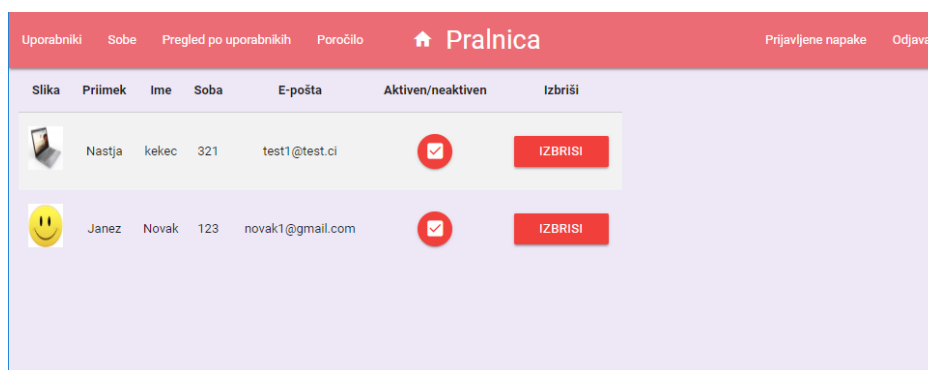 Uporabniki Sobe Pregled po uporabnikih Poročilo Pralnica Prijavljene napake Odjava
Slika Priimek Ime Soba E-pošta Aktiven/neaktiven Izbriši
Nastja kekec 321 test1@test.ci IZBRISI
Janez Novak 123 novak1@gmail.com IZBRISI